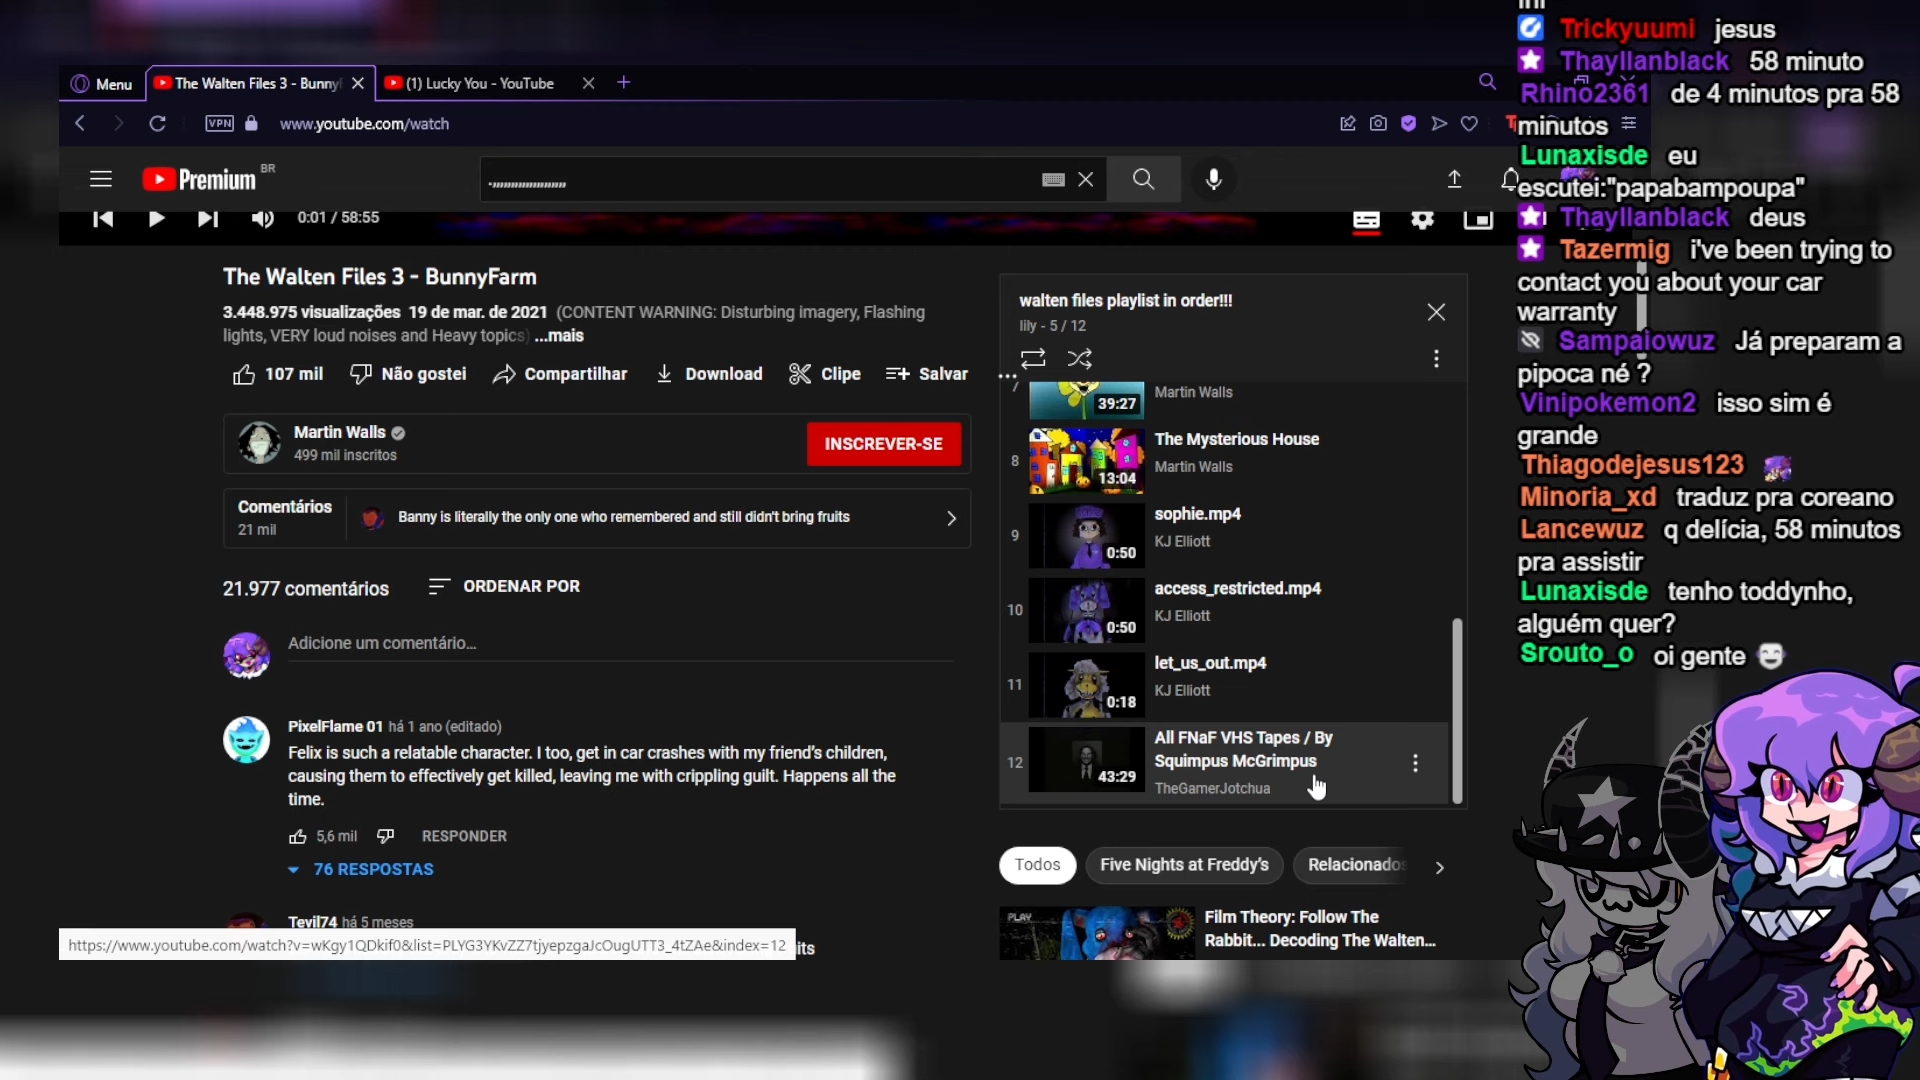 Menu
The Walten Files 3 - Bunny
(1) Lucky You - YouTube
VPN
www.youtube.com/watch
Premium BR
0:01 / 58:55
The Walten Files 3 - BunnyFarm
3.448.975 visualizações 19 de mar. de 2021 (CONTENT WARNING: Disturbing imagery, Flashing
lights, VERY loud noises and Heavy topics) ...mais
107 mil
Não gostei
Compartilhar
Download
Clipe
Salvar
Martin Walls
499 mil inscritos
INSCREVER-SE
Comentários
21 mil
Banny is literally the only one who remembered and still didn't bring fruits
21.977 comentários
ORDENAR POR
Adicione um comentário...
PixelFlame 01 há 1 ano (editado)
Felix is such a relatable character. I too, get in car crashes with my friend's children,
causing them to effectively get killed, leaving me with crippling guilt. Happens all the
time.
5,6 mil
RESPONDER
76 RESPOSTAS
Tevil74 há 5 meses
https://www.youtube.com/watch?v=wKgy1QDkif0&list=PLYG3YKvZZ7tjyepzgaJcOugUTT3_4tZAe&index=12
walten files playlist in order!!!
lily - 5 / 12
7
39:27
Martin Walls
8
13:04
The Mysterious House
Martin Walls
9
0:50
sophie.mp4
KJ Elliott
10
0:50
access_restricted.mp4
KJ Elliott
11
0:18
let_us_out.mp4
KJ Elliott
12
43:29
All FNaF VHS Tapes / By
Squimpus McGrimpus
TheGamerJotchua
Todos
Five Nights at Freddy's
Relacionados
PLAY
Film Theory: Follow The
Rabbit... Decoding The Walten...
Trickyuumi jesus
Thayllanblack 58 minuto
Rhino2361 de 4 minutos pra 58
minutos
Lunaxisde eu
escutei:"papabampoupa"
Thayllanblack deus
Tazermig i've been trying to
contact you about your car
warranty
Sampaiowuz Já preparam a
pipoca né ?
Vinipokemon2 isso sim é
grande
Thiagodejesus123
Minoria_xd traduz pra coreano
Lancewuz q delícia, 58 minutos
pra assistir
Lunaxisde tenho toddynho,
alguém quer?
Srouto_o oi gente